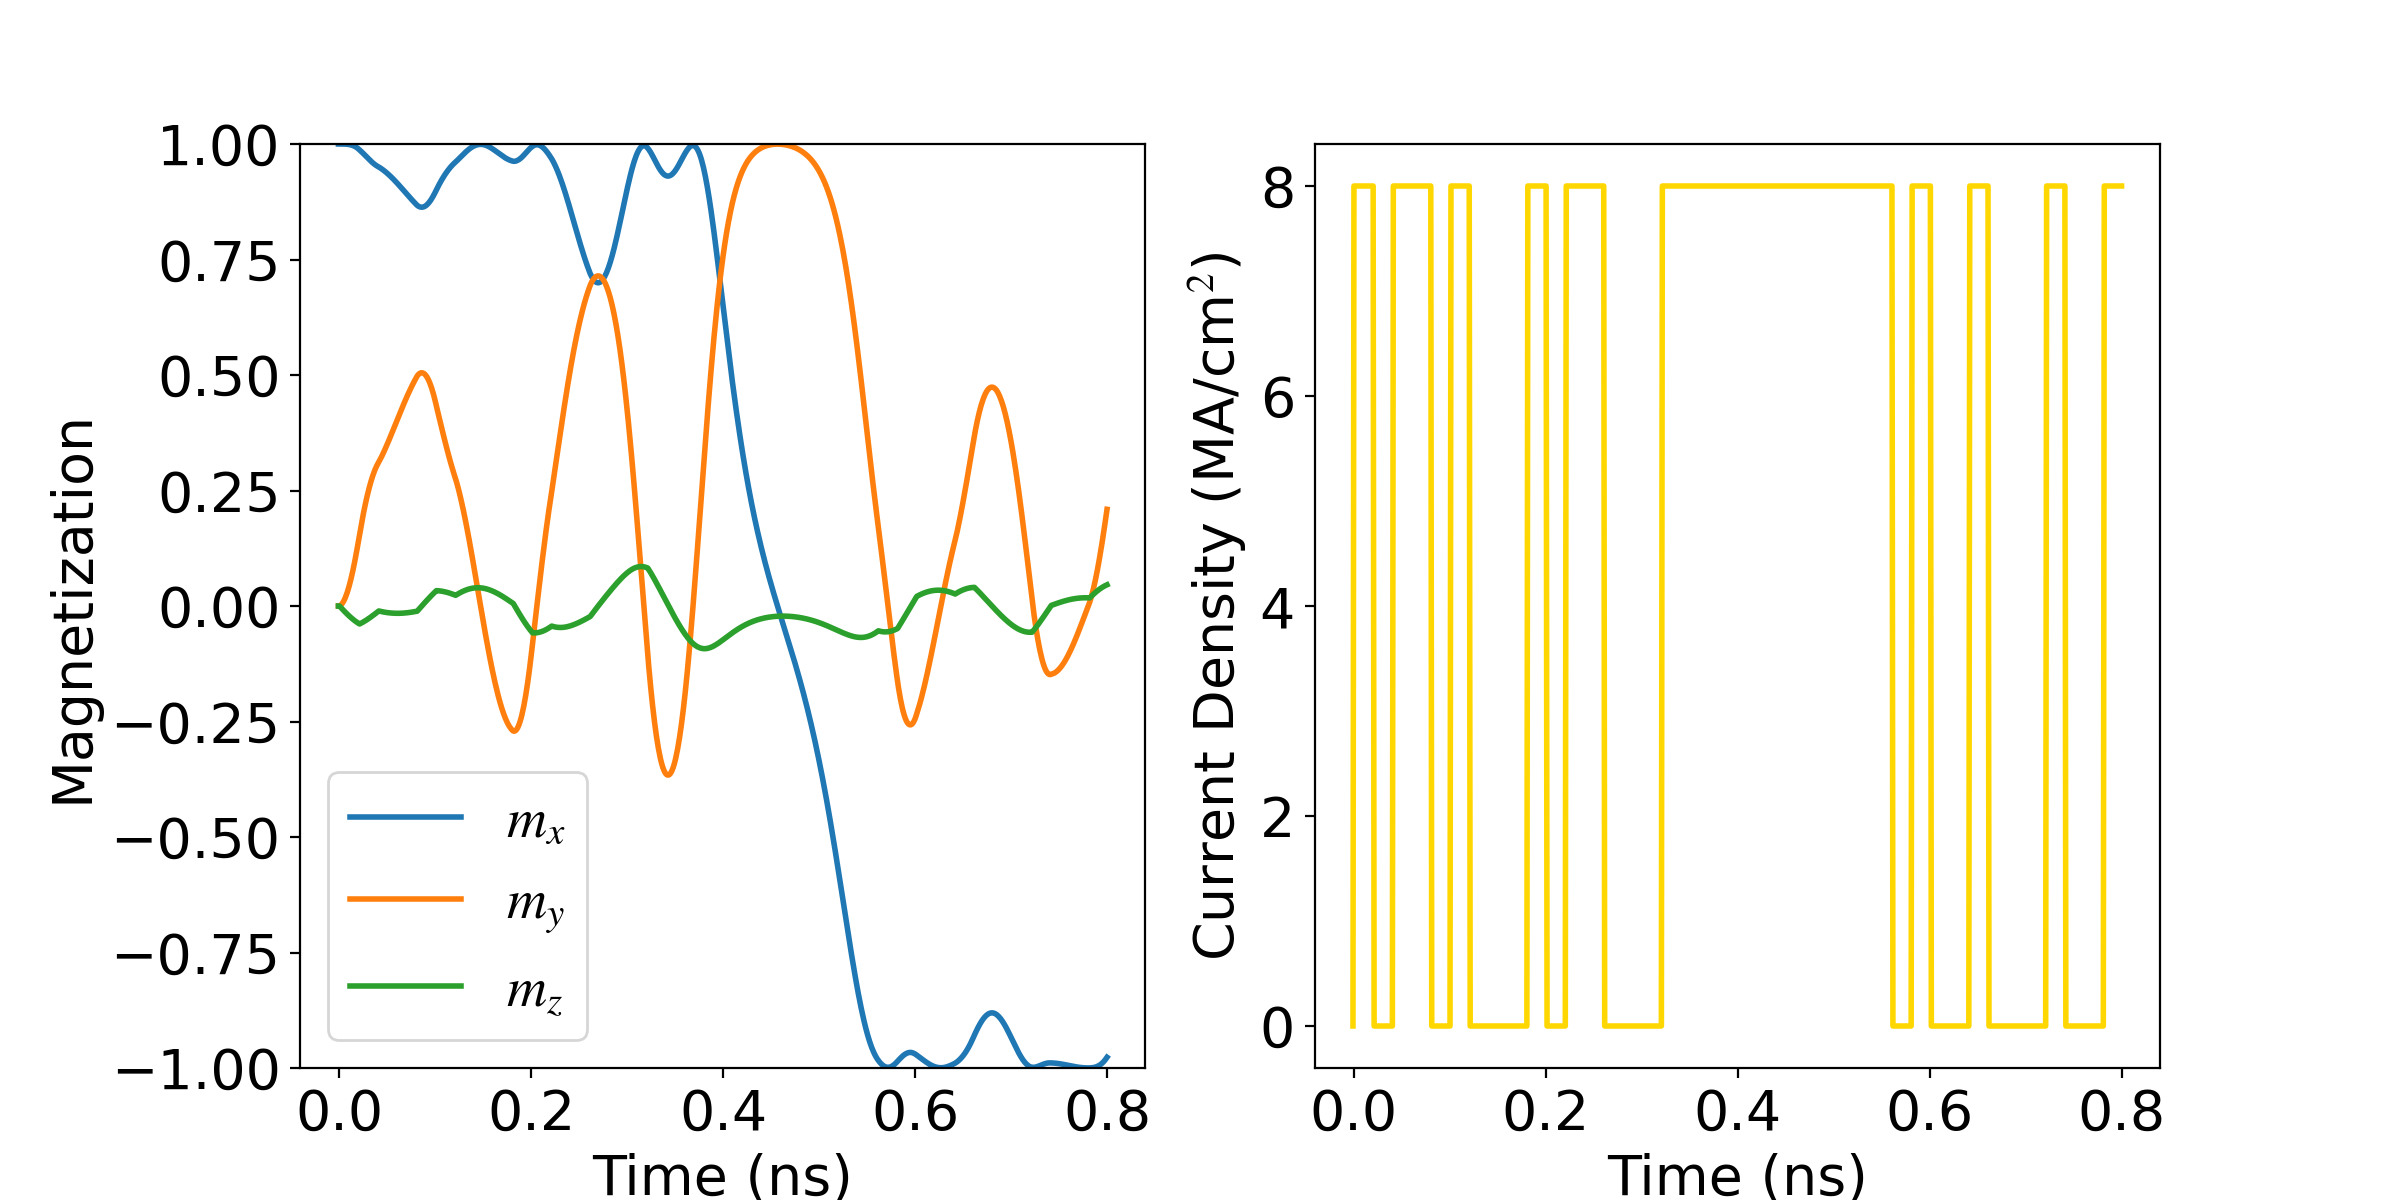 Magnetization
1.00
0.75
0.50
0.25
0.00
−0.25
−0.50
−0.75
−1.00
m_x
m_y
m_z
0.0 0.2 0.4 0.6 0.8
Time (ns)
Current Density (MA/cm²)
8
6
4
2
0
0.0 0.2 0.4 0.6 0.8
Time (ns)